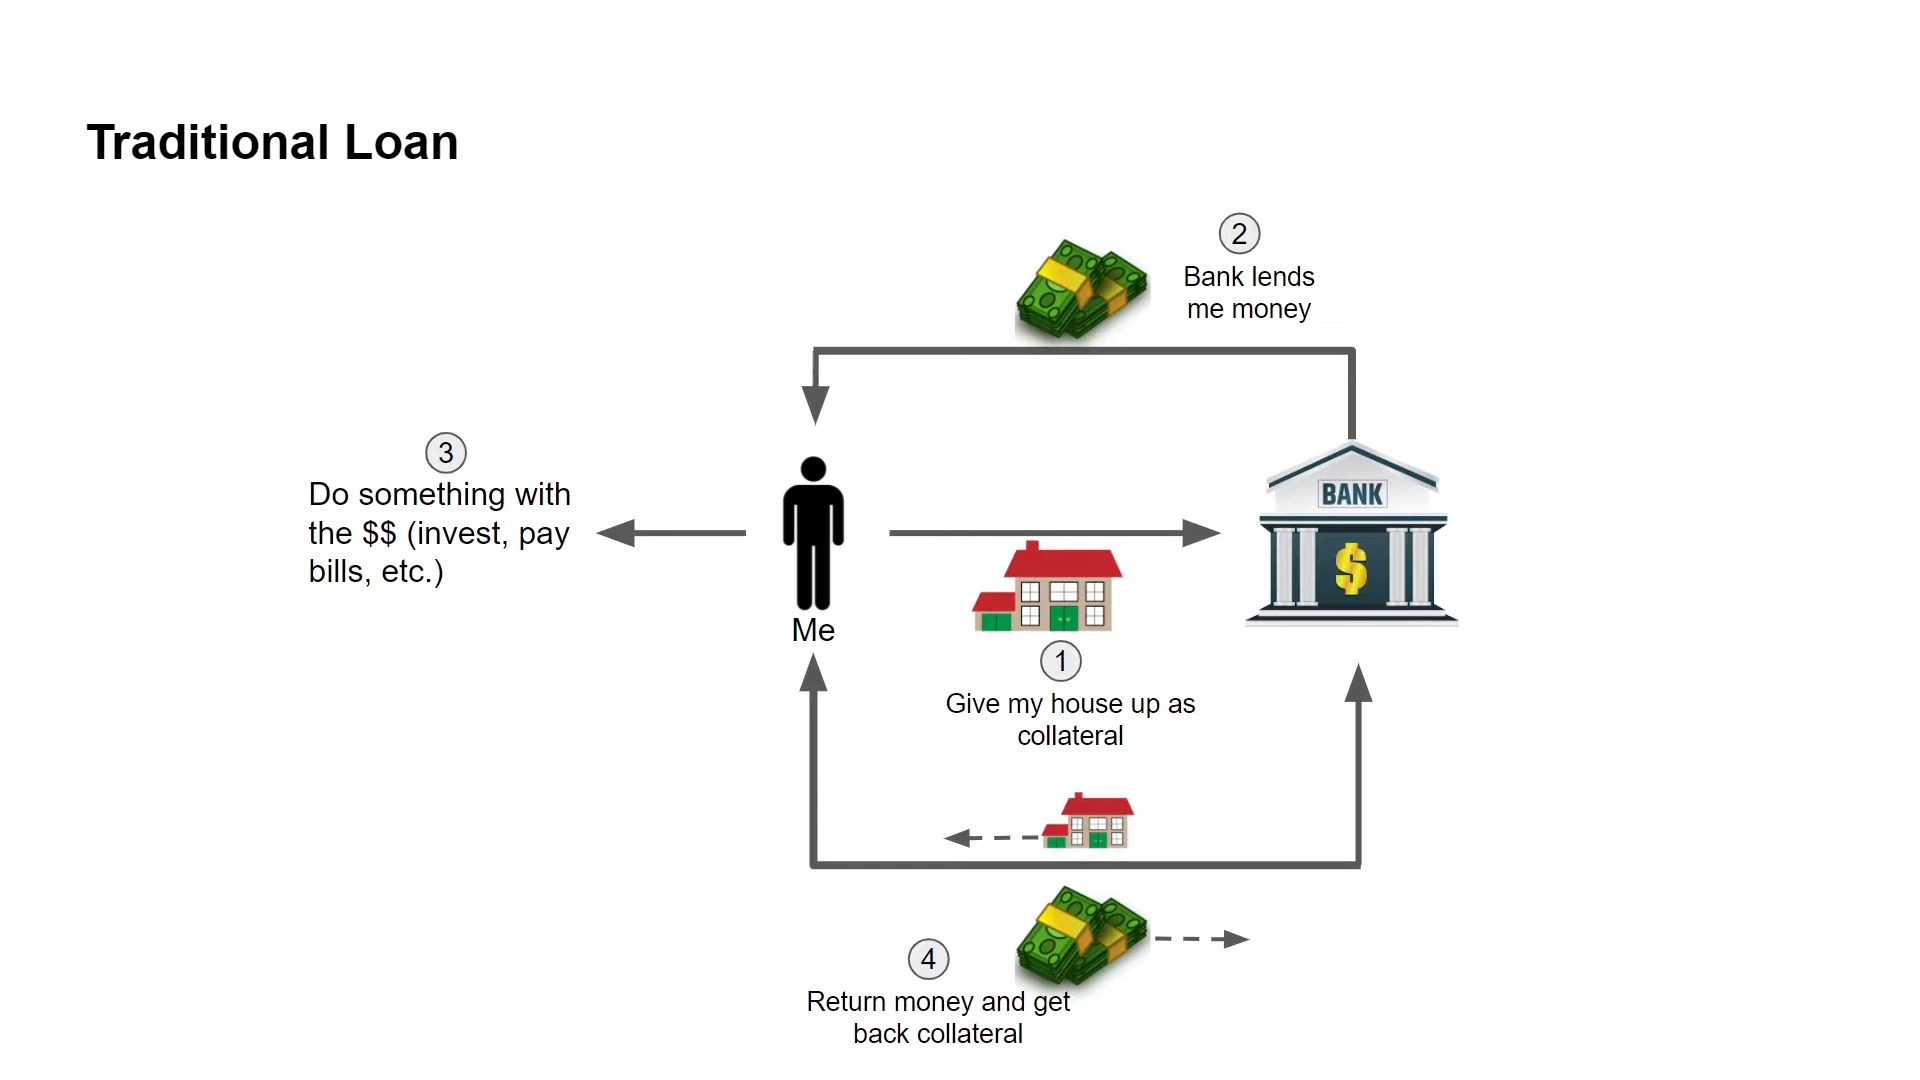 Traditional Loan
2
Bank lends
me money
3
Do something with
the $$ (invest, pay
bills, etc.)
BANK
$
Me
1
Give my house up as
collateral
4
Return money and get
back collateral